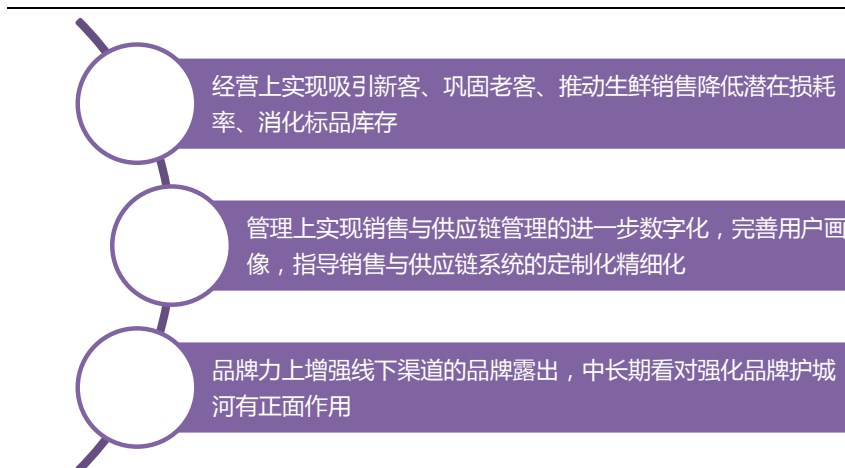 经营上实现吸引新客、巩固老客、推动生鲜销售降低潜在损耗
率、消化标品库存
管理上实现销售与供应链管理的进一步数字化，完善用户画
像，指导销售与供应链系统的定制化精细化
品牌力上增强线下渠道的品牌露出，中长期看对强化品牌护城
河有正面作用